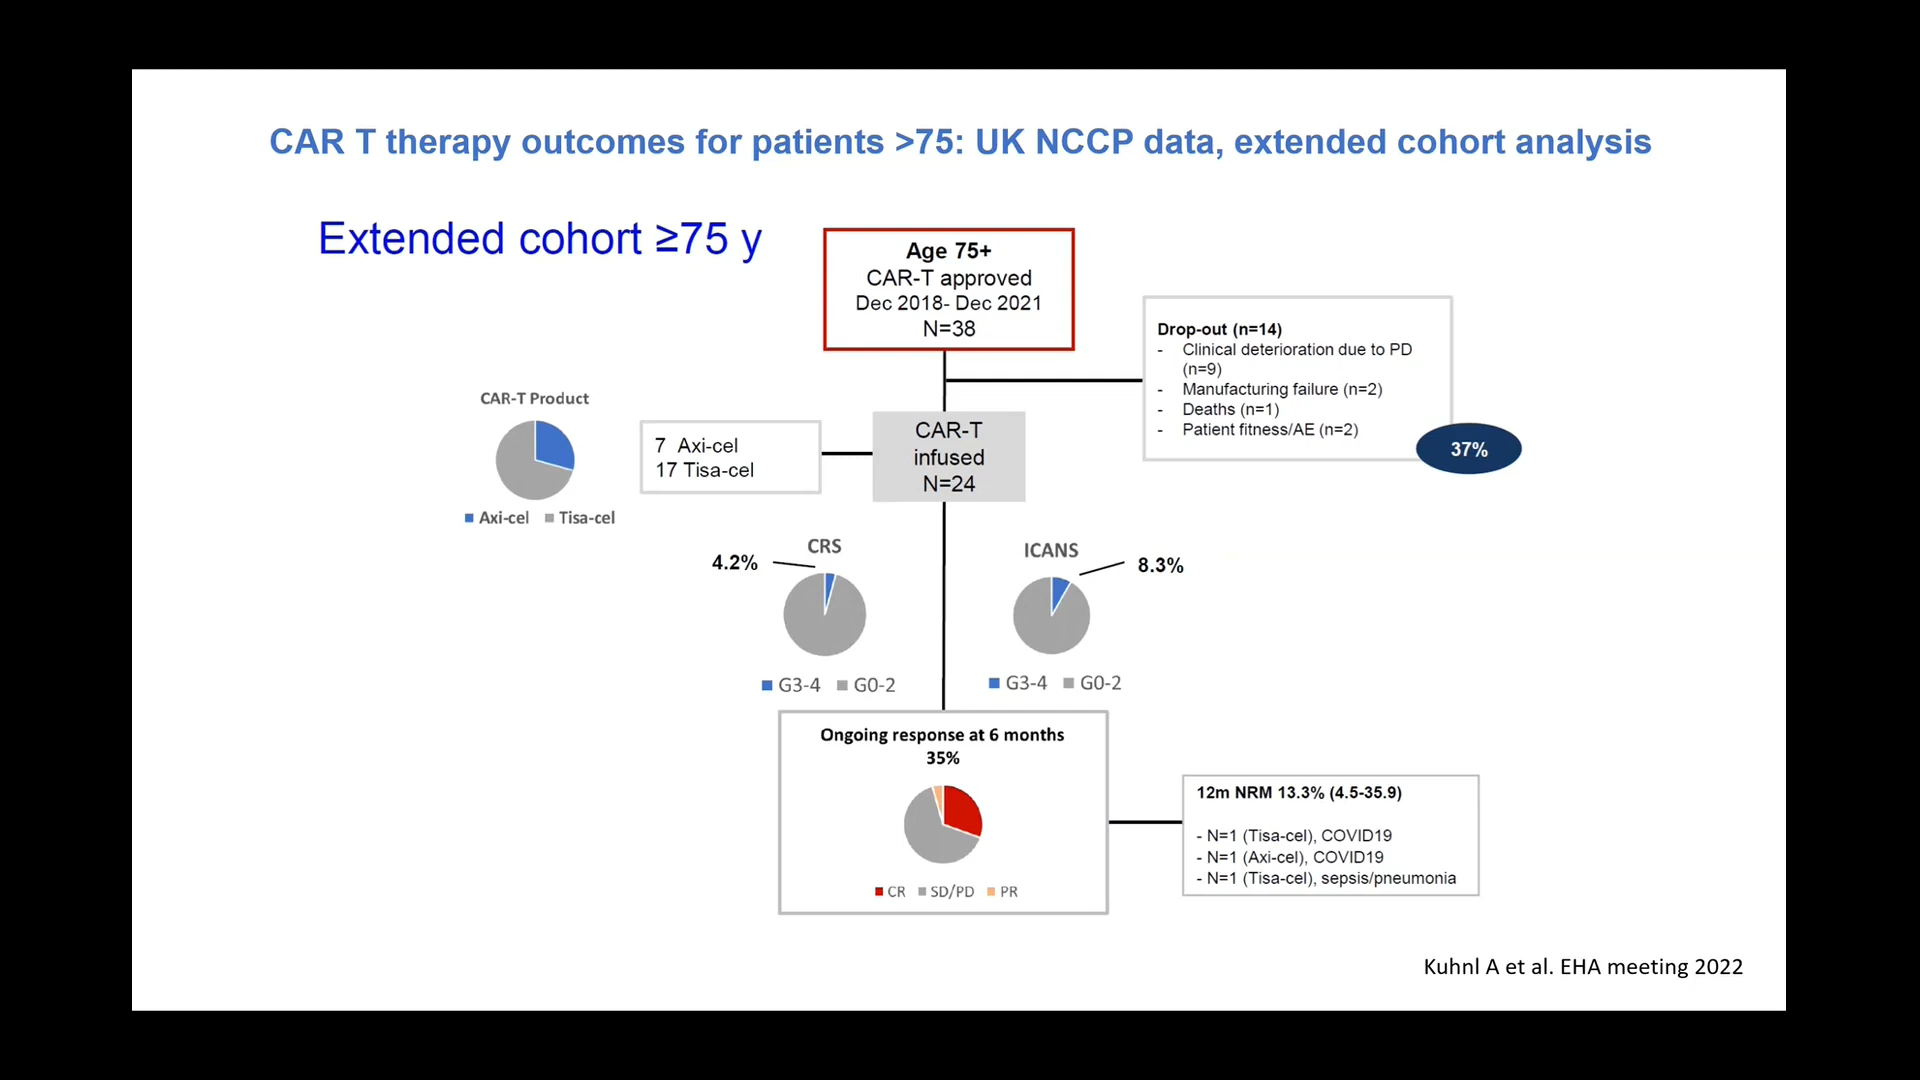 CAR T therapy outcomes for patients >75: UK NCCP data, extended cohort analysis
Extended cohort ≥75 y
Age 75+
CAR-T approved
Dec 2018- Dec 2021
N=38
Drop-out (n=14)
- Clinical deterioration due to PD
(n=9)
- Manufacturing failure (n=2)
- Deaths (n=1)
- Patient fitness/AE (n=2)
37%
CAR-T Product
Axi-cel Tisa-cel
7 Axi-cel
17 Tisa-cel
CAR-T
infused
N=24
CRS
4.2%
G3-4 G0-2
ICANS
8.3%
G3-4 G0-2
Ongoing response at 6 months
35%
CR SD/PD PR
12m NRM 13.3% (4.5-35.9)
- N=1 (Tisa-cel), COVID19
- N=1 (Axi-cel), COVID19
- N=1 (Tisa-cel), sepsis/pneumonia
Kuhnl A et al. EHA meeting 2022